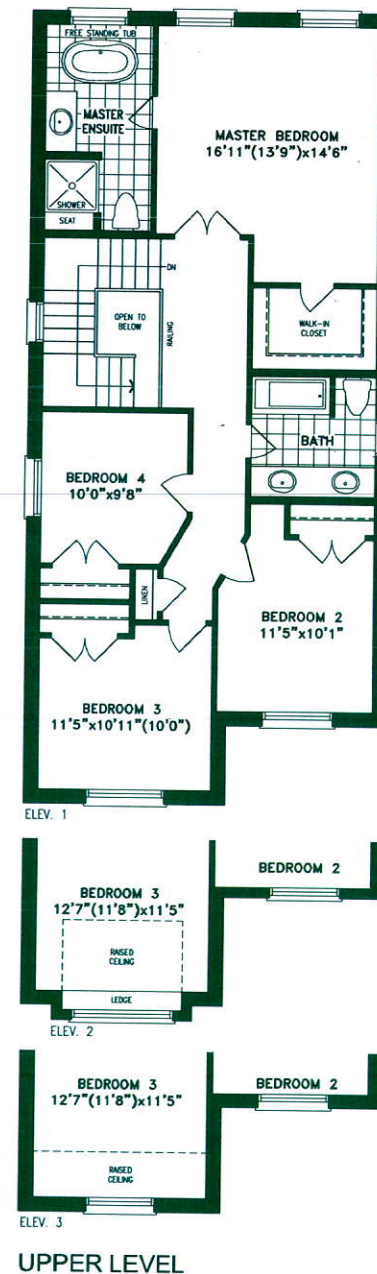 FREE STANDING TUB
MASTER
ENSUITE
MASTER BEDROOM
16'11"(13'9")x14'6"
SHOWER
SEAT
DN
OPEN TO
BELOW
RAILING
WALK-IN
CLOSET
BATH
BEDROOM 4
10'0"x9'8"
LINEN
BEDROOM 2
11'5"x10'1"
BEDROOM 3
11'5"x10'11"(10'0")
ELEV. 1
BEDROOM 2
BEDROOM 3
12'7"(11'8")x11'5"
RAISED
CEILING
LEDGE
ELEV. 2
BEDROOM 3
12'7"(11'8")x11'5"
BEDROOM 2
RAISED
CEILING
ELEV. 3
UPPER LEVEL